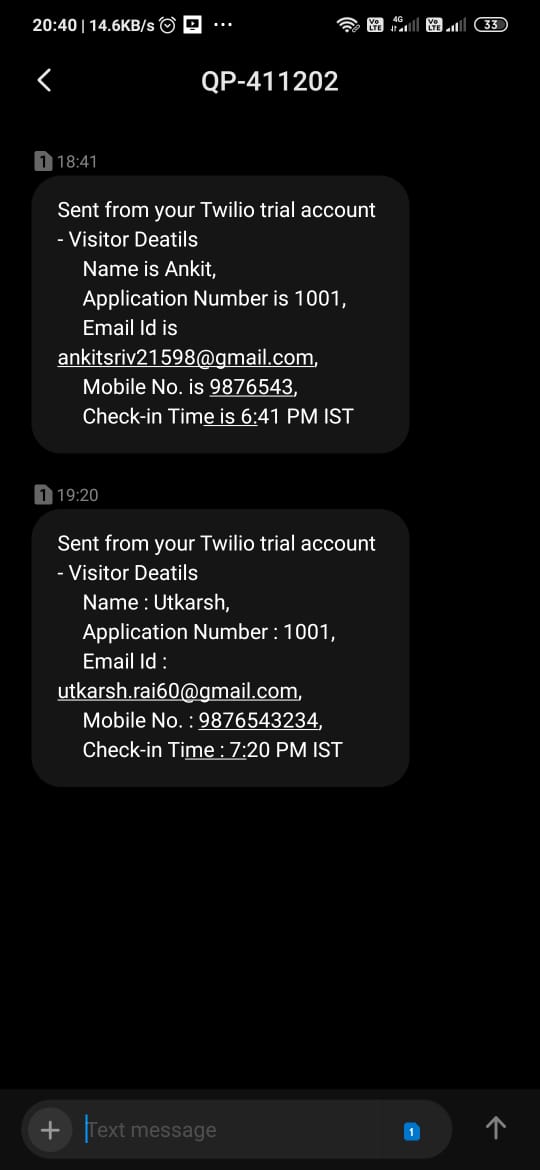 20:40 | 14.6KB/s ...
Vo LTE 4G Vo LTE 33
QP-411202
1 18:41
Sent from your Twilio trial account
- Visitor Deatils
Name is Ankit,
Application Number is 1001,
Email Id is
ankitsriv21598@gmail.com,
Mobile No. is 9876543,
Check-in Time is 6:41 PM IST
1 19:20
Sent from your Twilio trial account
- Visitor Deatils
Name : Utkarsh,
Application Number : 1001,
Email Id :
utkarsh.rai60@gmail.com,
Mobile No. : 9876543234,
Check-in Time : 7:20 PM IST
Text message 1